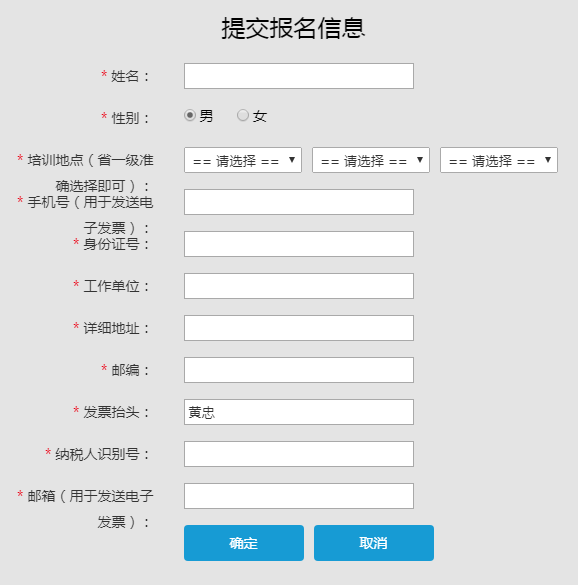 提交报名信息
* 姓名：
* 性别： 男 女
* 培训地点（省一级准 == 请选择 == == 请选择 == == 请选择 ==
确选择即可）：
* 手机号（用于发送电
子发票）：
* 身份证号：
* 工作单位：
* 详细地址：
* 邮编：
* 发票抬头： 黄忠
* 纳税人识别号：
* 邮箱（用于发送电子
发票）：
确定 取消